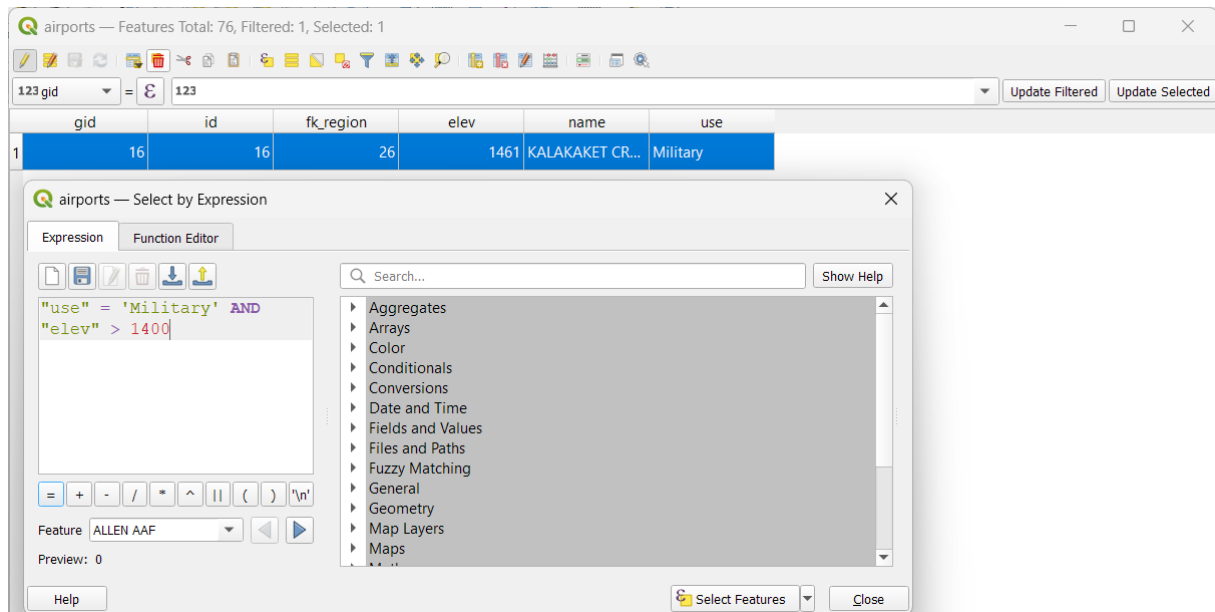 airports — Features Total: 76, Filtered: 1, Selected: 1
123 gid = ε 123 Update Filtered Update Selected
gid id fk_region elev name use
1 16 16 26 1461 KALAKAKET CR... Military
airports — Select by Expression
Expression Function Editor
Search... Show Help
"use" = 'Military' AND
"elev" > 1400
Aggregates
Arrays
Color
Conditionals
Conversions
Date and Time
Fields and Values
Files and Paths
Fuzzy Matching
General
Geometry
Map Layers
Maps
= + - / * ^ || ( ) '\n'
Feature ALLEN AAF
Preview: 0
Help Select Features Close